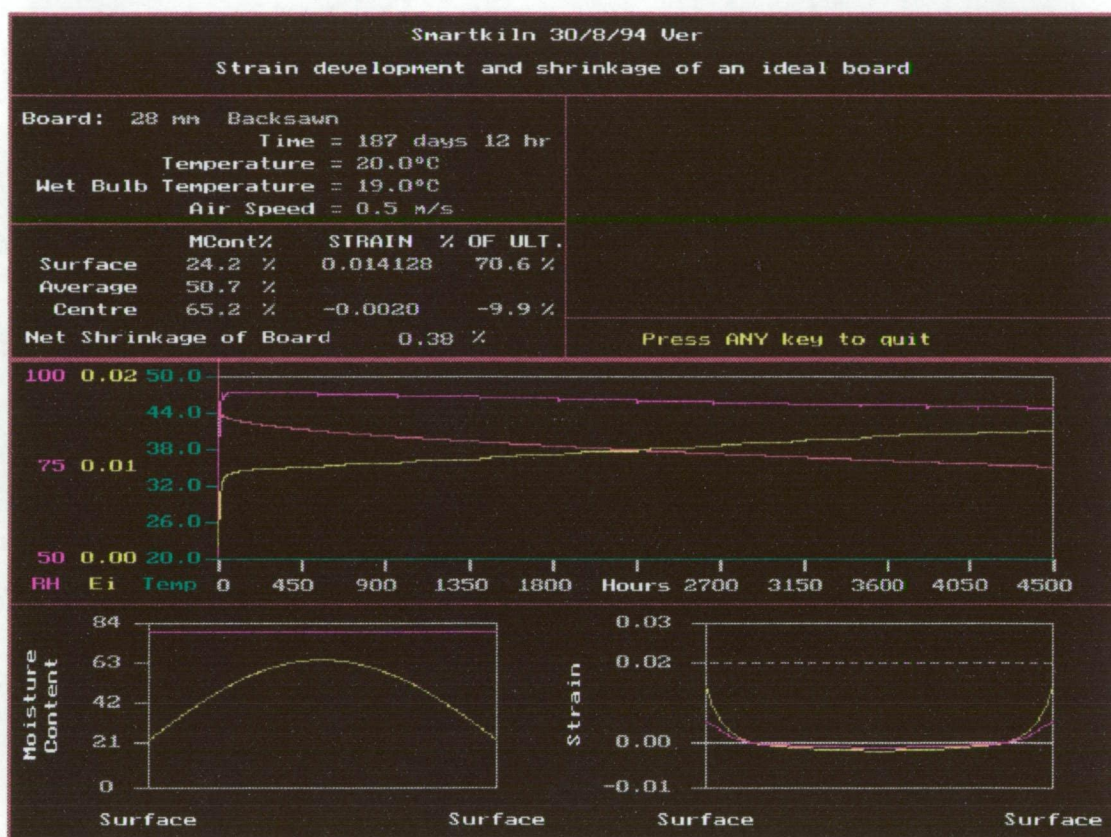 Smartkiln 30/8/94 Ver
Strain development and shrinkage of an ideal board
Board: 28 mm Backsawn
Time = 187 days 12 hr
Temperature = 20.0°C
Wet Bulb Temperature = 19.0°C
Air Speed = 0.5 m/s
MCont% STRAIN % OF ULT.
Surface 24.2 % 0.014128 70.6 %
Average 50.7 %
Centre 65.2 % -0.0020 -9.9 %
Net Shrinkage of Board 0.38 %
Press ANY key to quit
100 0.02 50.0
44.0
38.0
75 0.01
32.0
26.0
50 0.00 20.0
RH Ei Temp 0 450 900 1350 1800 Hours 2700 3150 3600 4050 4500
Moisture Content
84
63
42
21
0
Surface Surface
Strain
0.03
0.02
0.00
-0.01
Surface Surface